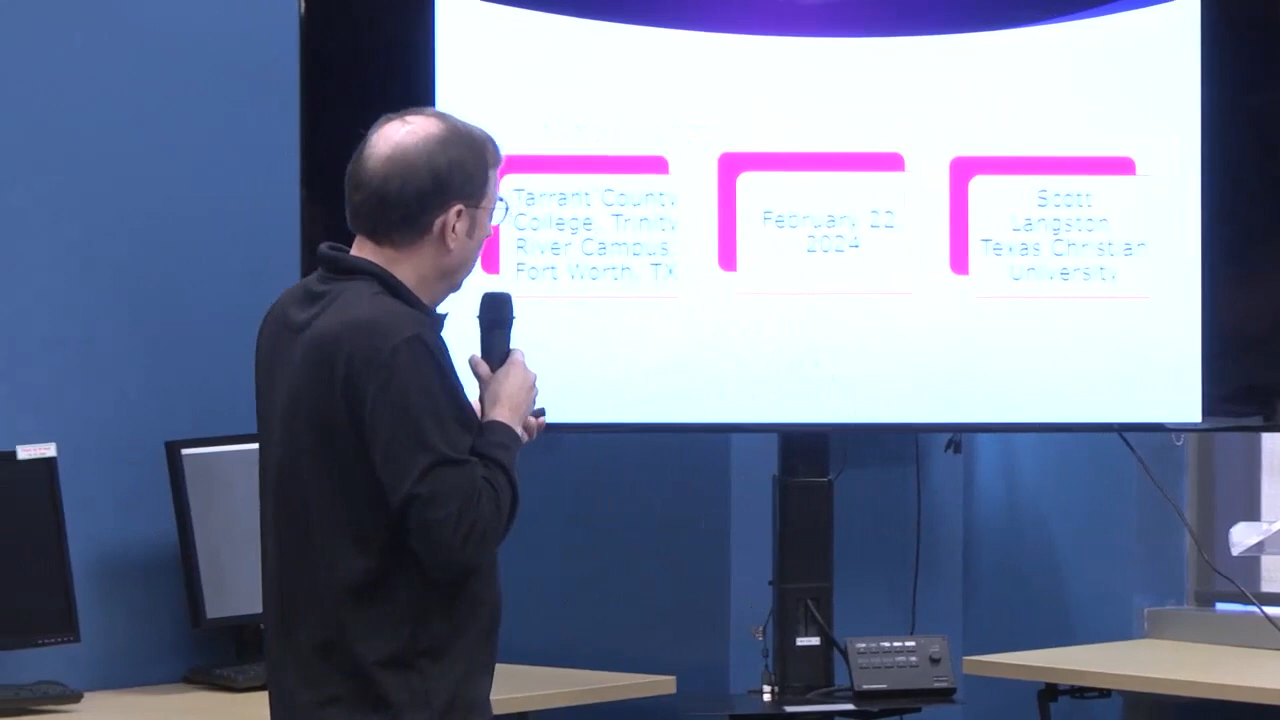 Tarrant County
College, Trinity
River Campus,
Fort Worth, TX
February 22
2024
Scott
Langston
Texas Christian
University